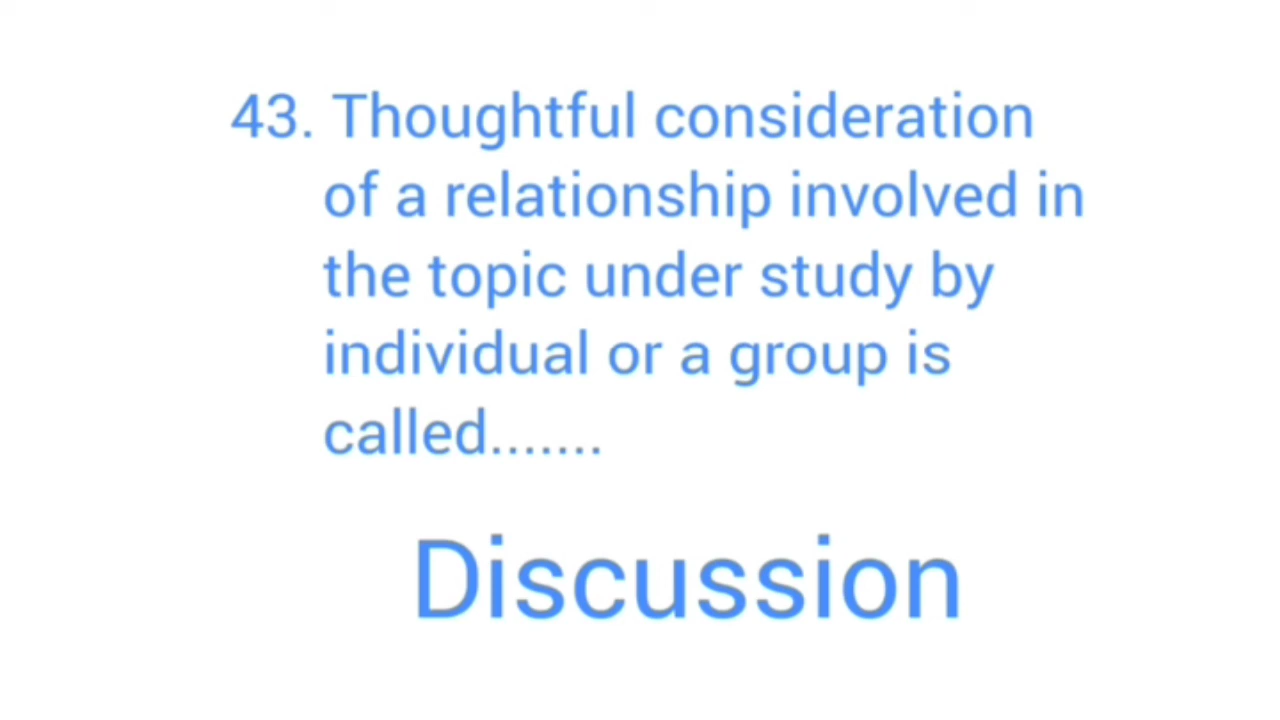 43. Thoughtful consideration
of a relationship involved in
the topic under study by
individual or a group is
called.......
Discussion